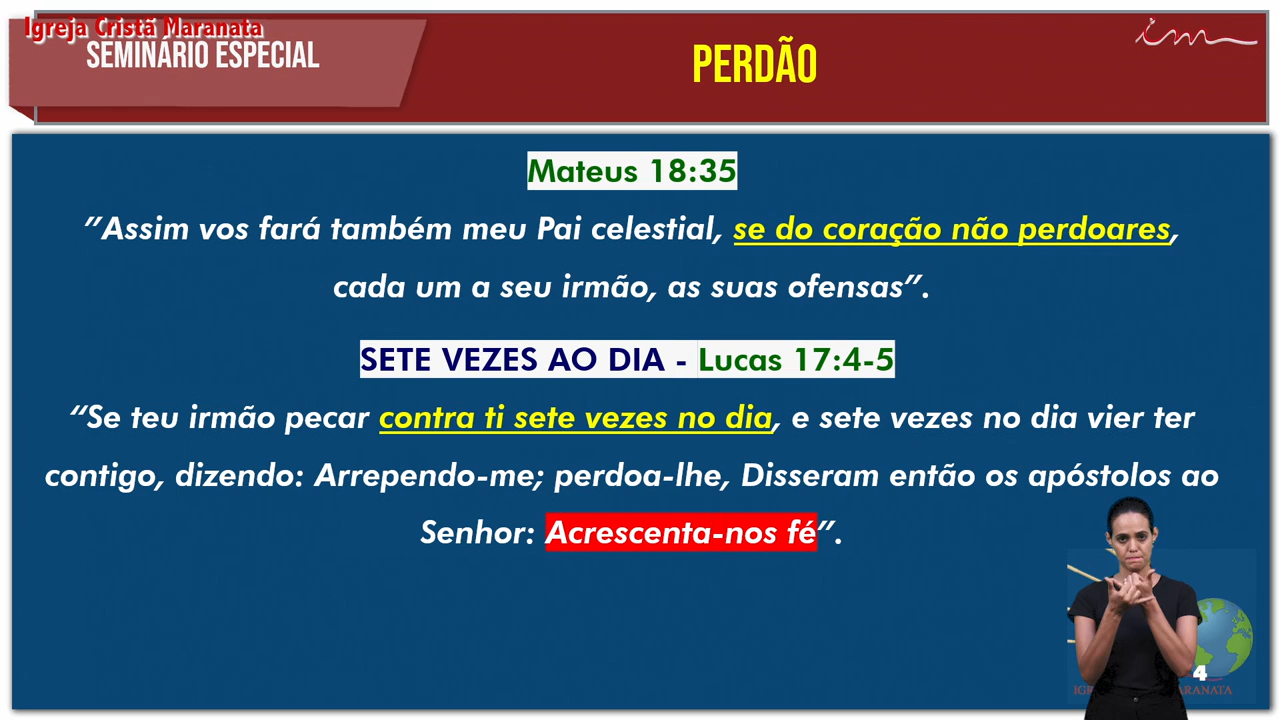 Igreja Cristã Maranata
SEMINÁRIO ESPECIAL
PERDÃO
Mateus 18:35
"Assim vos fará também meu Pai celestial, se do coração não perdoares,
cada um a seu irmão, as suas ofensas".
SETE VEZES AO DIA - Lucas 17:4-5
"Se teu irmão pecar contra ti sete vezes no dia, e sete vezes no dia vier ter
contigo, dizendo: Arrependo-me; perdoa-lhe, Disseram então os apóstolos ao
Senhor: Acrescenta-nos fé".
4